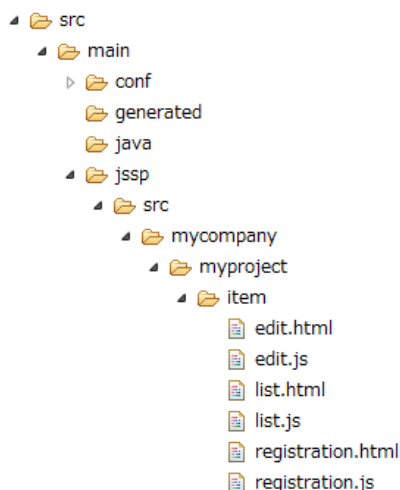 src
main
conf
generated
java
jssp
src
mycompany
myproject
item
edit.html
edit.js
list.html
list.js
registration.html
registration.js